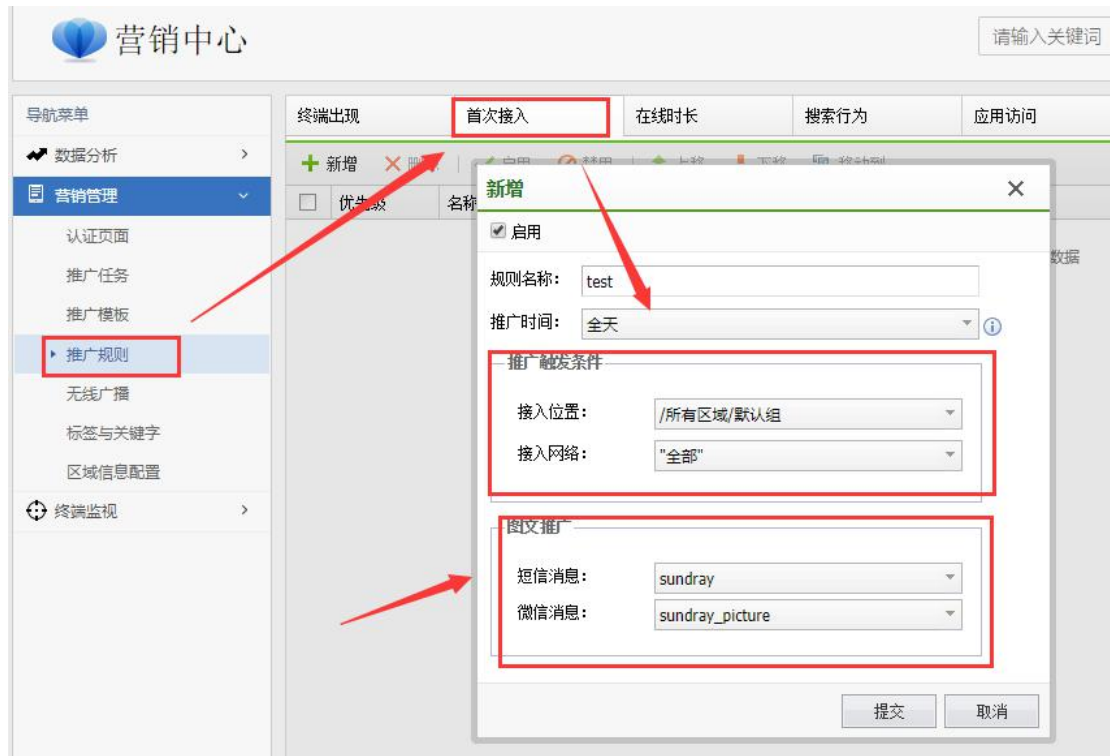 营销中心
请输入关键词
导航菜单
终端出现 首次接入 在线时长 搜索行为 应用访问
数据分析
新增
营销管理
优先级 名称
认证页面
推广任务
推广模板
推广规则
无线广播
标签与关键字
区域信息配置
终端监视
数据
新增
启用
规则名称: test
推广时间: 全天
推广触发条件
接入位置: /所有区域/默认组
接入网络: "全部"
图文推广
短信消息: sundray
微信消息: sundray_picture
提交 取消